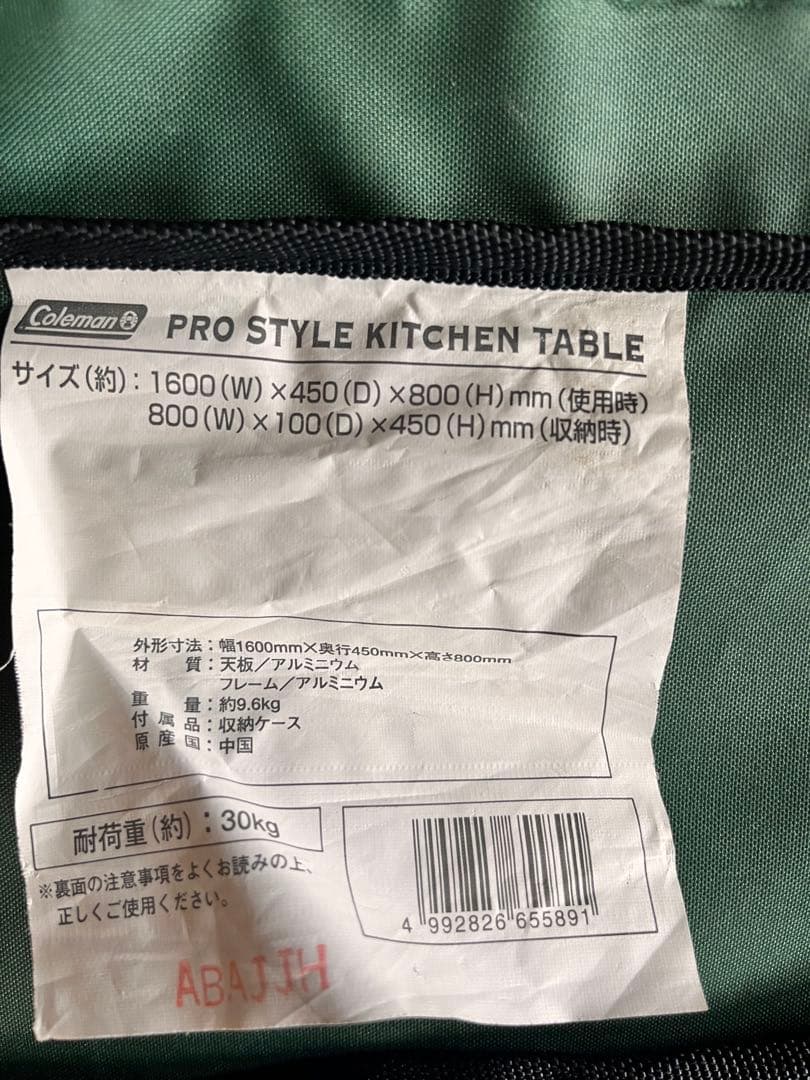 Coleman PRO STYLE KITCHEN TABLE
サイズ(約)：1600(W)×450(D)×800(H)mm(使用時)
800(W)×100(D)×450(H)mm(収納時)
外形寸法：幅1600mm×奥行450mm×高さ800mm
材　　質：天板／アルミニウム
フレーム／アルミニウム
重　　量：約9.6kg
付 属 品：収納ケース
原 産 国：中国
耐荷重(約)：30kg
※裏面の注意事項をよくお読みの上、
正しくご使用ください。
4 992826 655891
ABAJJH